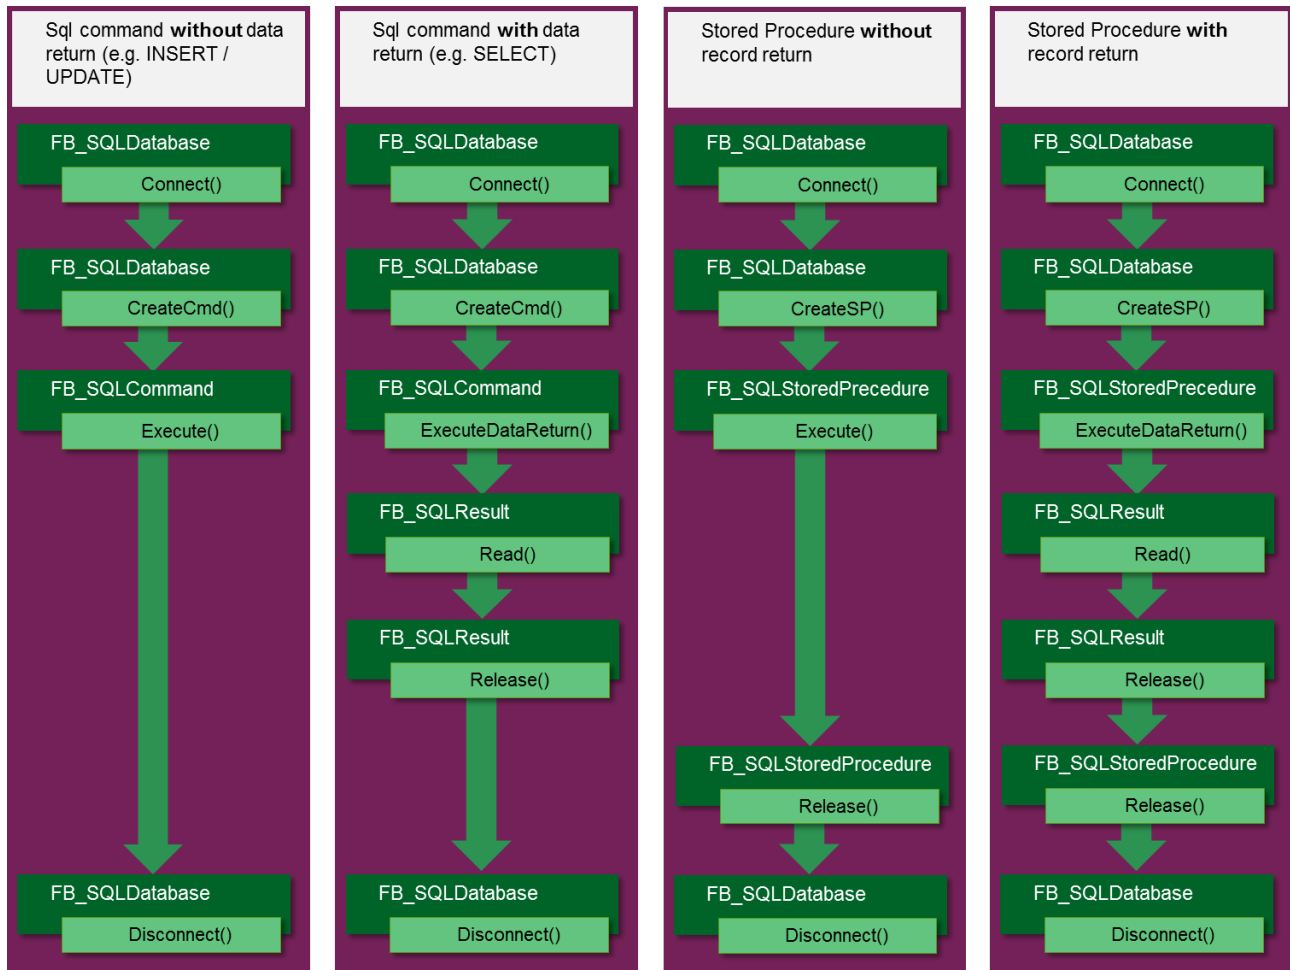 Sql command without data
return (e.g. INSERT /
UPDATE)
FB_SQLDatabase
Connect()
FB_SQLDatabase
CreateCmd()
FB_SQLCommand
Execute()
FB_SQLDatabase
Disconnect()
Sql command with data
return (e.g. SELECT)
FB_SQLDatabase
Connect()
FB_SQLDatabase
CreateCmd()
FB_SQLCommand
ExecuteDataReturn()
FB_SQLResult
Read()
FB_SQLResult
Release()
FB_SQLDatabase
Disconnect()
Stored Procedure without
record return
FB_SQLDatabase
Connect()
FB_SQLDatabase
CreateSP()
FB_SQLStoredPrecedure
Execute()
FB_SQLStoredProcedure
Release()
FB_SQLDatabase
Disconnect()
Stored Procedure with
record return
FB_SQLDatabase
Connect()
FB_SQLDatabase
CreateSP()
FB_SQLStoredPrecedure
ExecuteDataReturn()
FB_SQLResult
Read()
FB_SQLResult
Release()
FB_SQLStoredProcedure
Release()
FB_SQLDatabase
Disconnect()